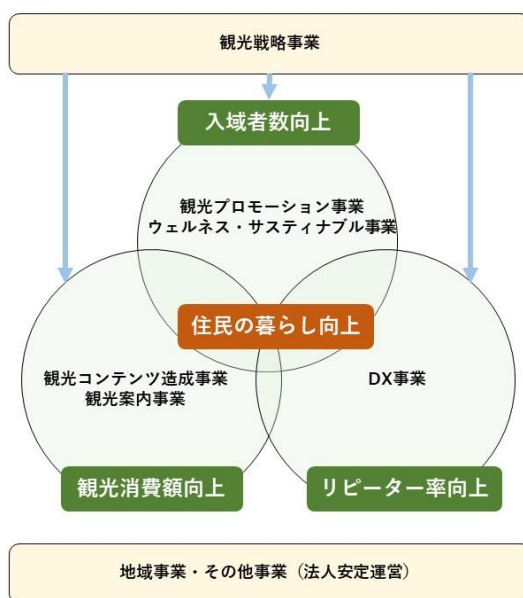 観光戦略事業
入域者数向上
観光プロモーション事業
ウェルネス・サスティナブル事業
住民の暮らし向上
観光コンテンツ造成事業
観光案内事業
DX事業
観光消費額向上
リピーター率向上
地域事業・その他事業（法人安定運営）